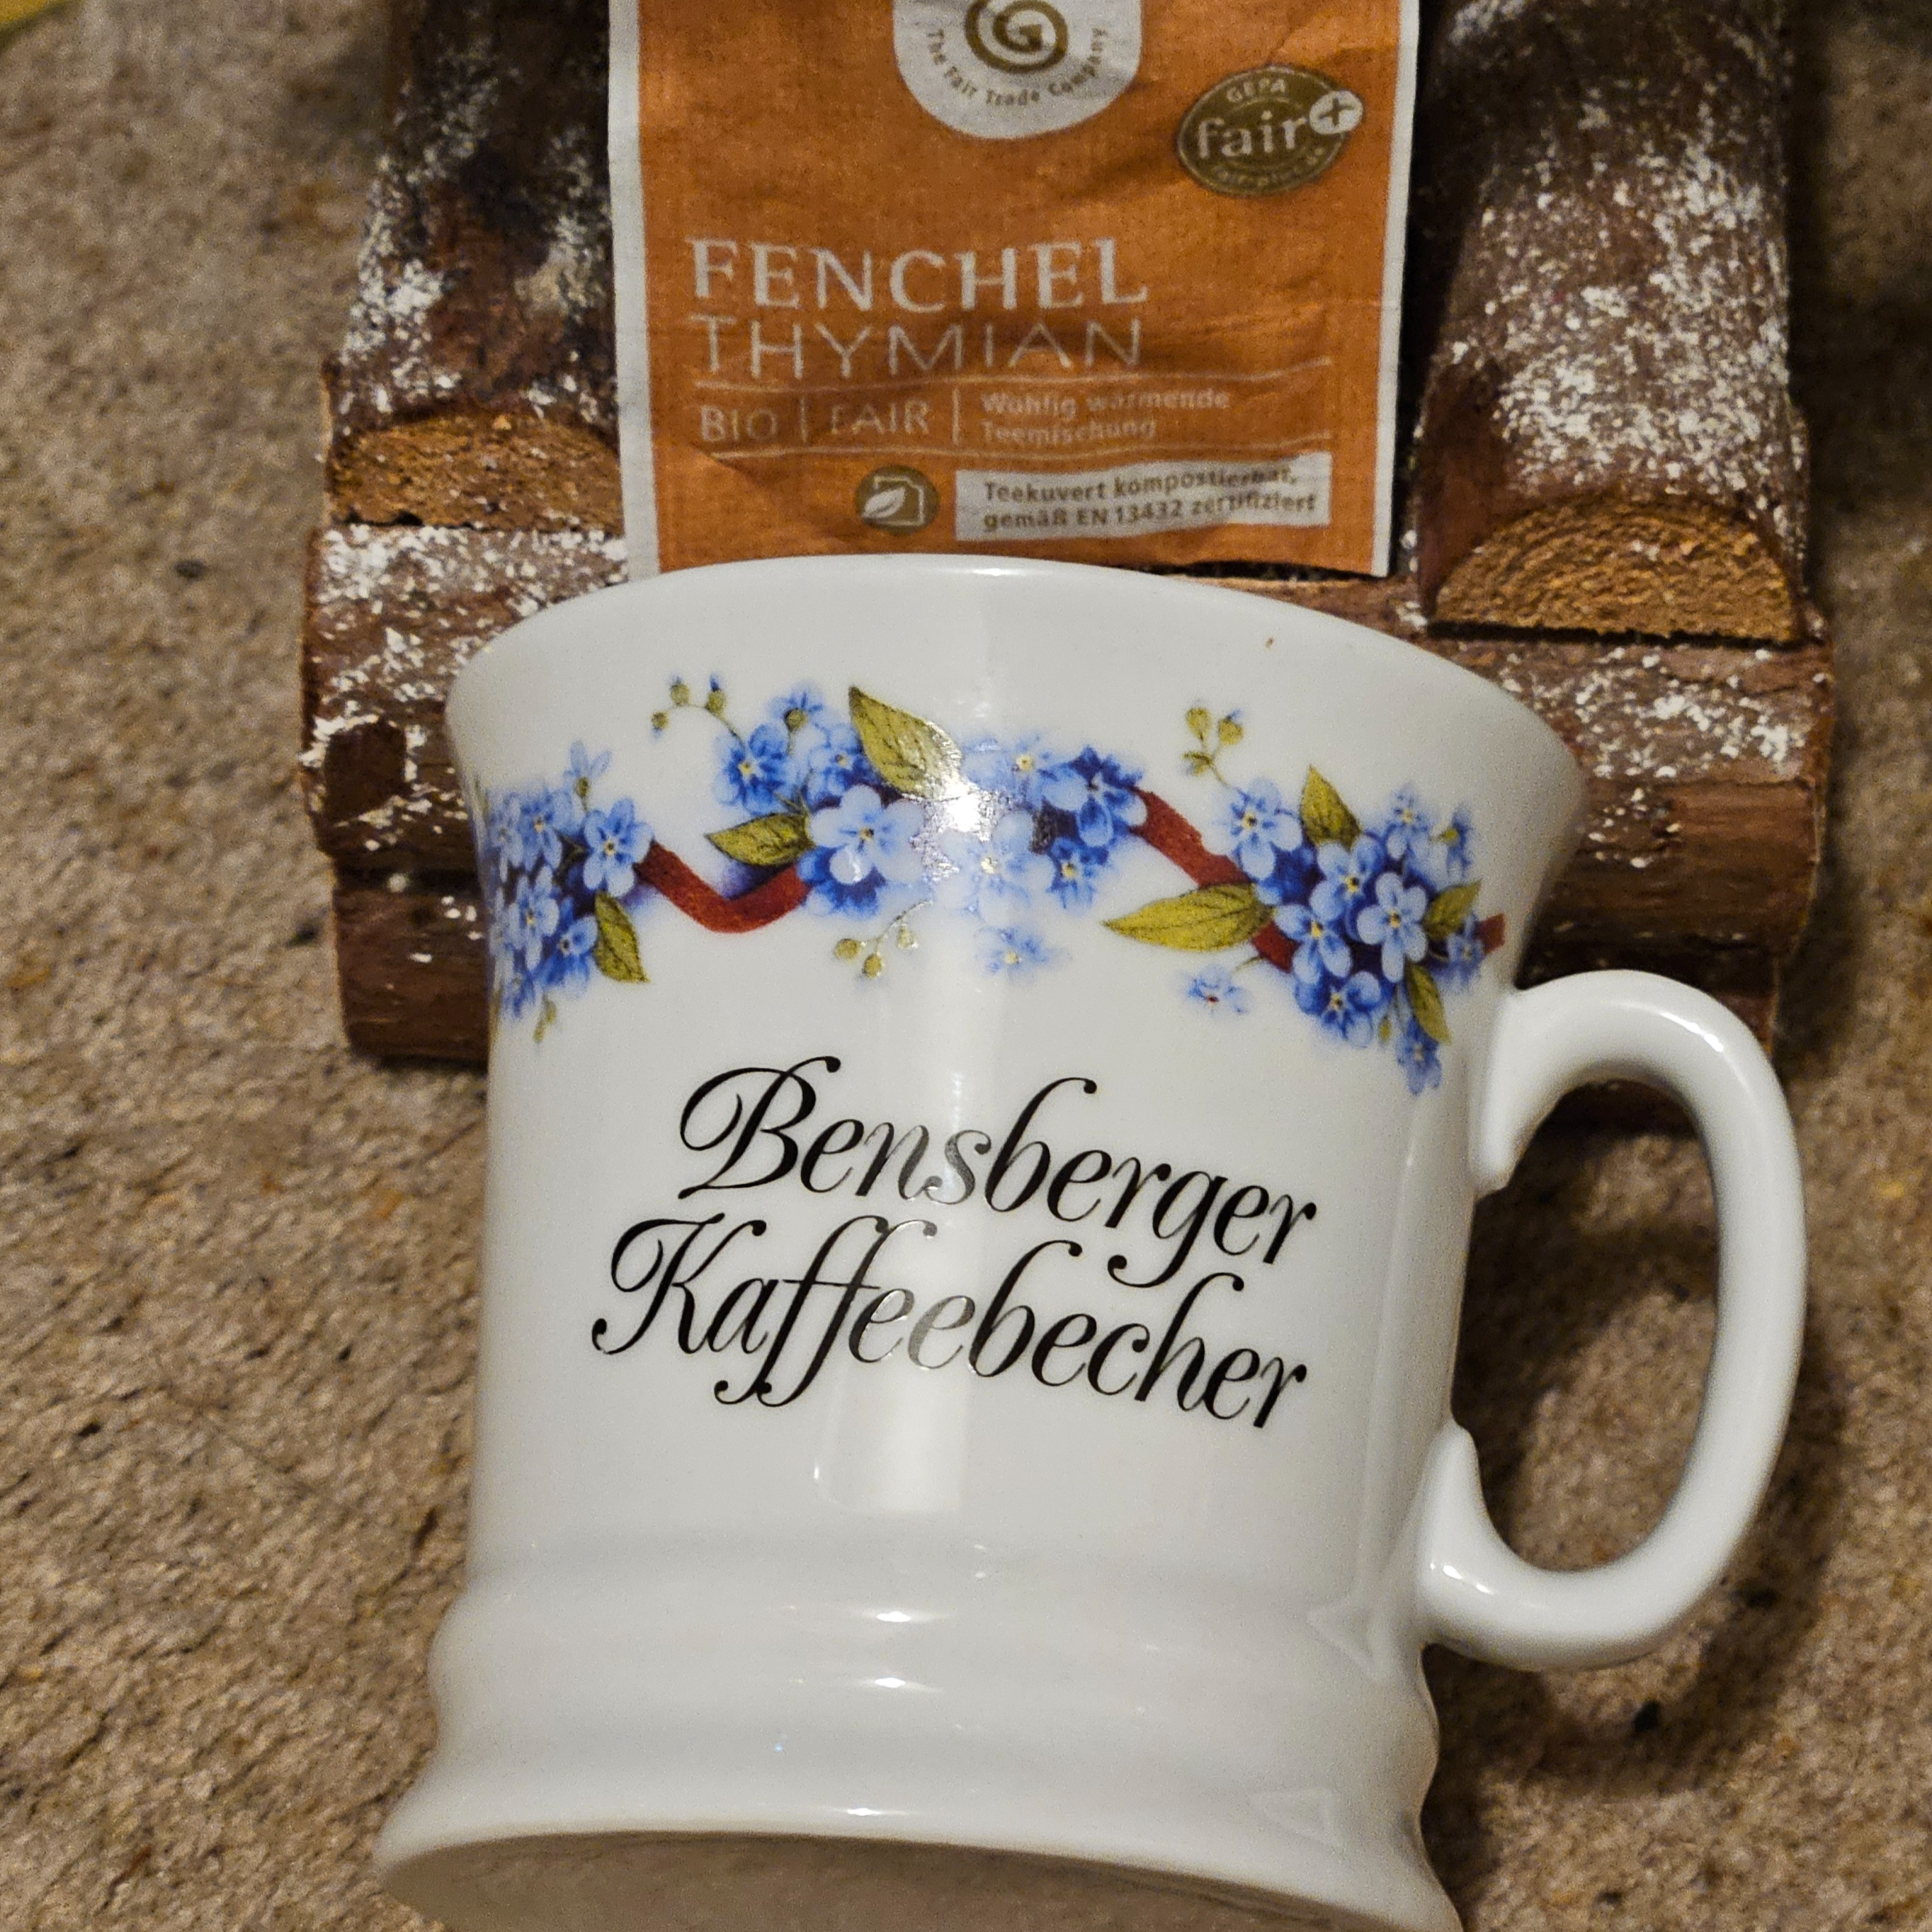 The Fair Trade Company
GEPA
fair+
FENCHEL
THYMIAN
BIO | FAIR | Wohlig wärmende
Teemischung
Teekuvert kompostierbar,
gemäß EN 13432 zertifiziert
Bensberger
Kaffeebecher